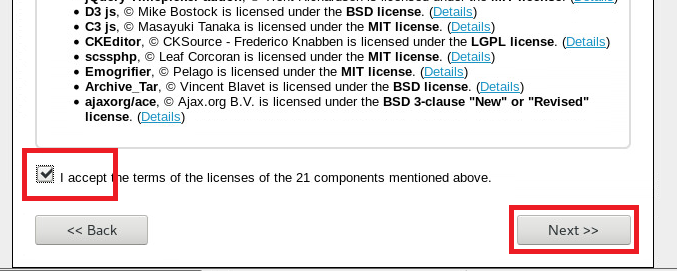 • D3 js, © Mike Bostock is licensed under the BSD license. (Details)
• C3 js, © Masayuki Tanaka is licensed under the MIT license. (Details)
• CKEditor, © CKSource - Frederico Knabben is licensed under the LGPL license. (Details)
• scssphp, © Leaf Corcoran is licensed under the MIT license. (Details)
• Emogrifier, © Pelago is licensed under the MIT license. (Details)
• Archive_Tar, © Vincent Blavet is licensed under the BSD license. (Details)
• ajaxorg/ace, © Ajax.org B.V. is licensed under the BSD 3-clause "New" or "Revised"
license. (Details)
I accept the terms of the licenses of the 21 components mentioned above.
<< Back
Next >>